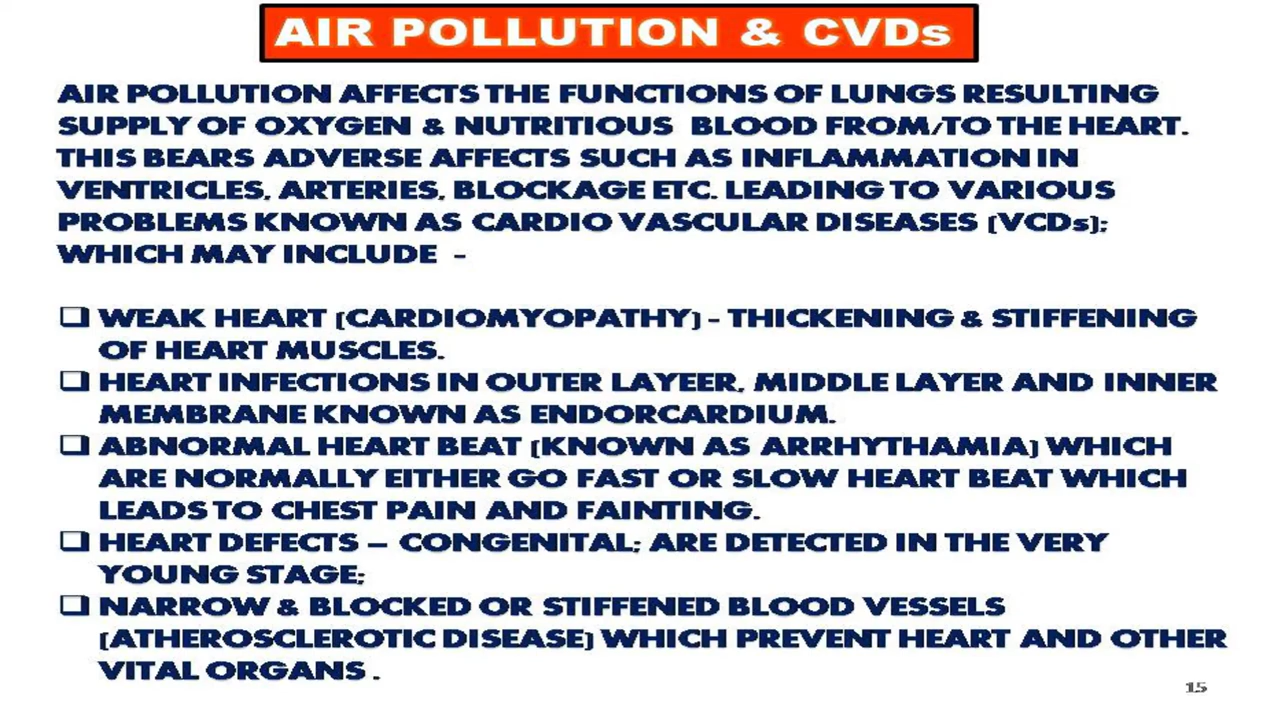 AIR POLLUTION & CVDs
AIR POLLUTION AFFECTS THE FUNCTIONS OF LUNGS RESULTING
SUPPLY OF OXYGEN & NUTRITIOUS BLOOD FROM/TO THE HEART.
THIS BEARS ADVERSE AFFECTS SUCH AS INFLAMMATION IN
VENTRICLES, ARTERIES, BLOCKAGE ETC. LEADING TO VARIOUS
PROBLEMS KNOWN AS CARDIO VASCULAR DISEASES (VCDs);
WHICH MAY INCLUDE -
❑ WEAK HEART (CARDIOMYOPATHY) - THICKENING & STIFFENING
OF HEART MUSCLES.
❑ HEART INFECTIONS IN OUTER LAYEER, MIDDLE LAYER AND INNER
MEMBRANE KNOWN AS ENDORCARDIUM.
❑ ABNORMAL HEART BEAT (KNOWN AS ARRHYTHAMIA) WHICH
ARE NORMALLY EITHER GO FAST OR SLOW HEART BEAT WHICH
LEADS TO CHEST PAIN AND FAINTING.
❑ HEART DEFECTS – CONGENITAL; ARE DETECTED IN THE VERY
YOUNG STAGE;
❑ NARROW & BLOCKED OR STIFFENED BLOOD VESSELS
(ATHEROSCLEROTIC DISEASE) WHICH PREVENT HEART AND OTHER
VITAL ORGANS .
15